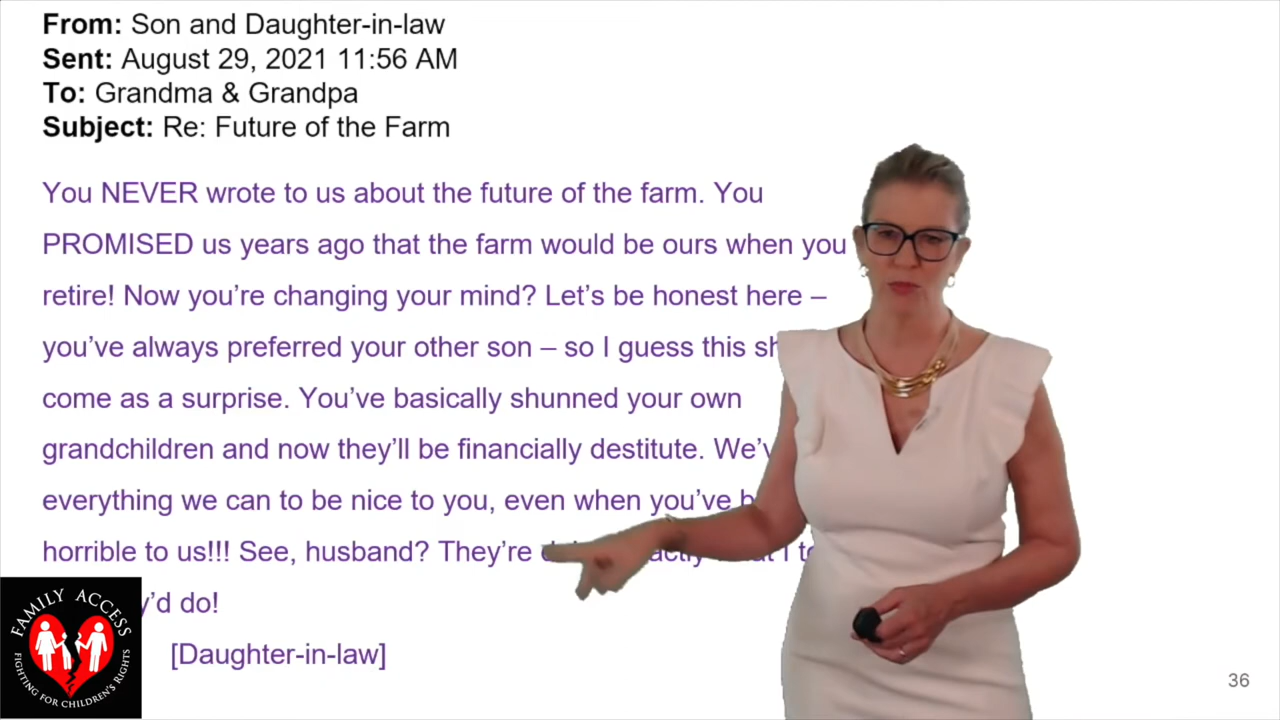 From: Son and Daughter-in-law
Sent: August 29, 2021 11:56 AM
To: Grandma & Grandpa
Subject: Re: Future of the Farm
You NEVER wrote to us about the future of the farm. You
PROMISED us years ago that the farm would be ours when you
retire! Now you're changing your mind? Let's be honest here –
you've always preferred your other son – so I guess this
come as a surprise. You've basically shunned your own
grandchildren and now they'll be financially destitute.
everything we can to be nice to you, even when you've
horrible to us!!! See, husband? They're
do!
[Daughter-in-law]
FAMILY ACCESS
FIGHTING FOR CHILDREN'S RIGHTS
36